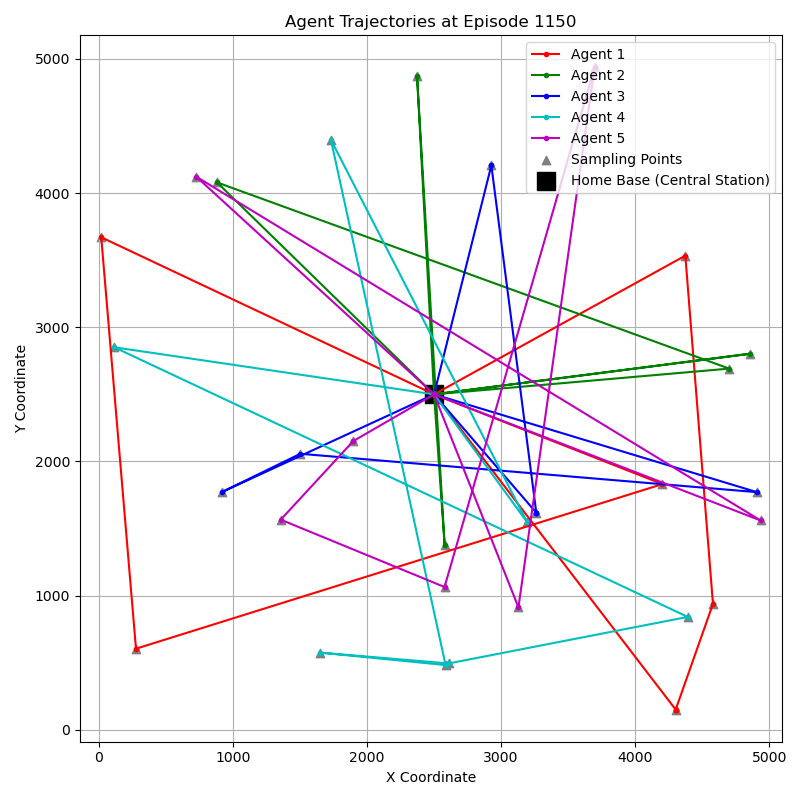 Agent Trajectories at Episode 1150
5000
4000
3000
2000
1000
0
Y Coordinate
0 1000 2000 3000 4000 5000
X Coordinate
Agent 1
Agent 2
Agent 3
Agent 4
Agent 5
Sampling Points
Home Base (Central Station)